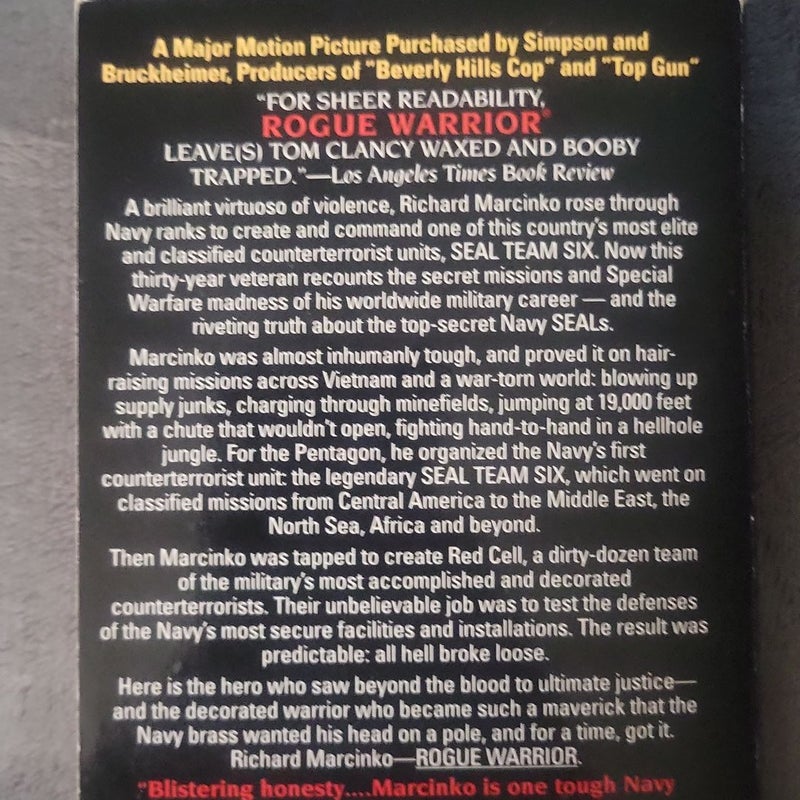 A Major Motion Picture Purchased by Simpson and
Bruckheimer, Producers of "Beverly Hills Cop" and "Top Gun"
"FOR SHEER READABILITY,
ROGUE WARRIOR®
LEAVE(S) TOM CLANCY WAXED AND BOOBY
TRAPPED."—Los Angeles Times Book Review
A brilliant virtuoso of violence, Richard Marcinko rose through
Navy ranks to create and command one of this country's most elite
and classified counterterrorist units, SEAL TEAM SIX. Now this
thirty-year veteran recounts the secret missions and Special
Warfare madness of his worldwide military career — and the
riveting truth about the top-secret Navy SEALs.
Marcinko was almost inhumanly tough, and proved it on hair-
raising missions across Vietnam and a war-torn world: blowing up
supply junks, charging through minefields, jumping at 19,000 feet
with a chute that wouldn't open, fighting hand-to-hand in a hellhole
jungle. For the Pentagon, he organized the Navy's first
counterterrorist unit: the legendary SEAL TEAM SIX, which went on
classified missions from Central America to the Middle East, the
North Sea, Africa and beyond.
Then Marcinko was tapped to create Red Cell, a dirty-dozen team
of the military's most accomplished and decorated
counterterrorists. Their unbelievable job was to test the defenses
of the Navy's most secure facilities and installations. The result was
predictable: all hell broke loose.
Here is the hero who saw beyond the blood to ultimate justice—
and the decorated warrior who became such a maverick that the
Navy brass wanted his head on a pole, and for a time, got it.
Richard Marcinko—ROGUE WARRIOR.
"Blistering honesty....Marcinko is one tough Navy